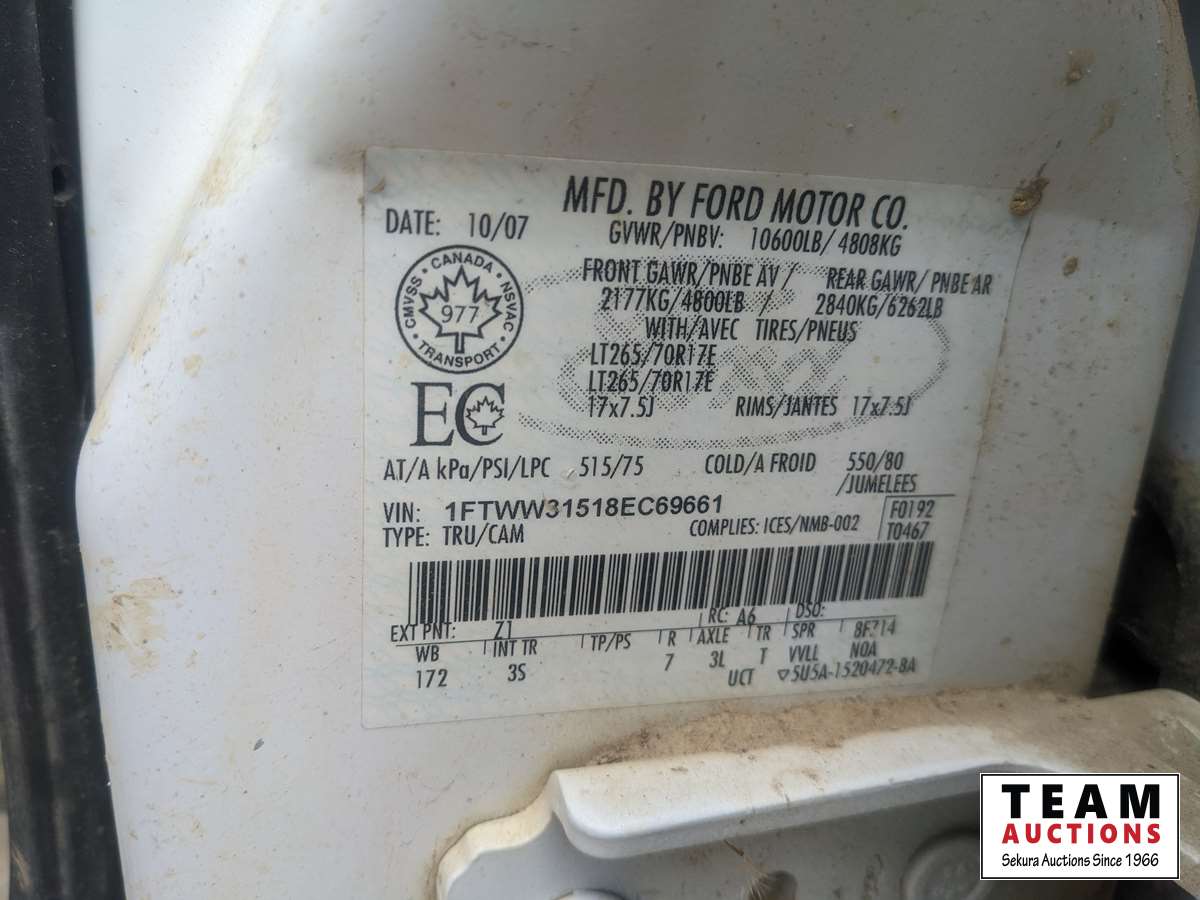 MFD. BY FORD MOTOR CO.
DATE: 10/07
GVWR/PNBV: 10600LB/ 4808KG
CANADA
CMVSS
NSVAC
977
TRANSPORT
FRONT GAWR/PNBE AV / REAR GAWR/ PNBE AR
2177KG/4800LB / 2840KG/6262LB
WITH/AVEC TIRES/PNEUS
LT265/70R17E
LT265/70R17E
17x7.5J RIMS/JANTES 17x7.5J
EC
AT/A kPa/PSI/LPC 515/75 COLD/A FROID 550/80
/JUMELEES
VIN: 1FTWW31518EC69661
F0192
TYPE: TRU/CAM COMPLIES: ICES/NMB-002 T0467
EXT PNT: Z1 RC: A6 DSO:
WB INT TR TP/PS R AXLE TR SPR 8F714
172 3S 7 3L T VVLL N0A
UCT ▽5U5A-1520472-BA
TEAM
AUCTIONS
Sekura Auctions Since 1966